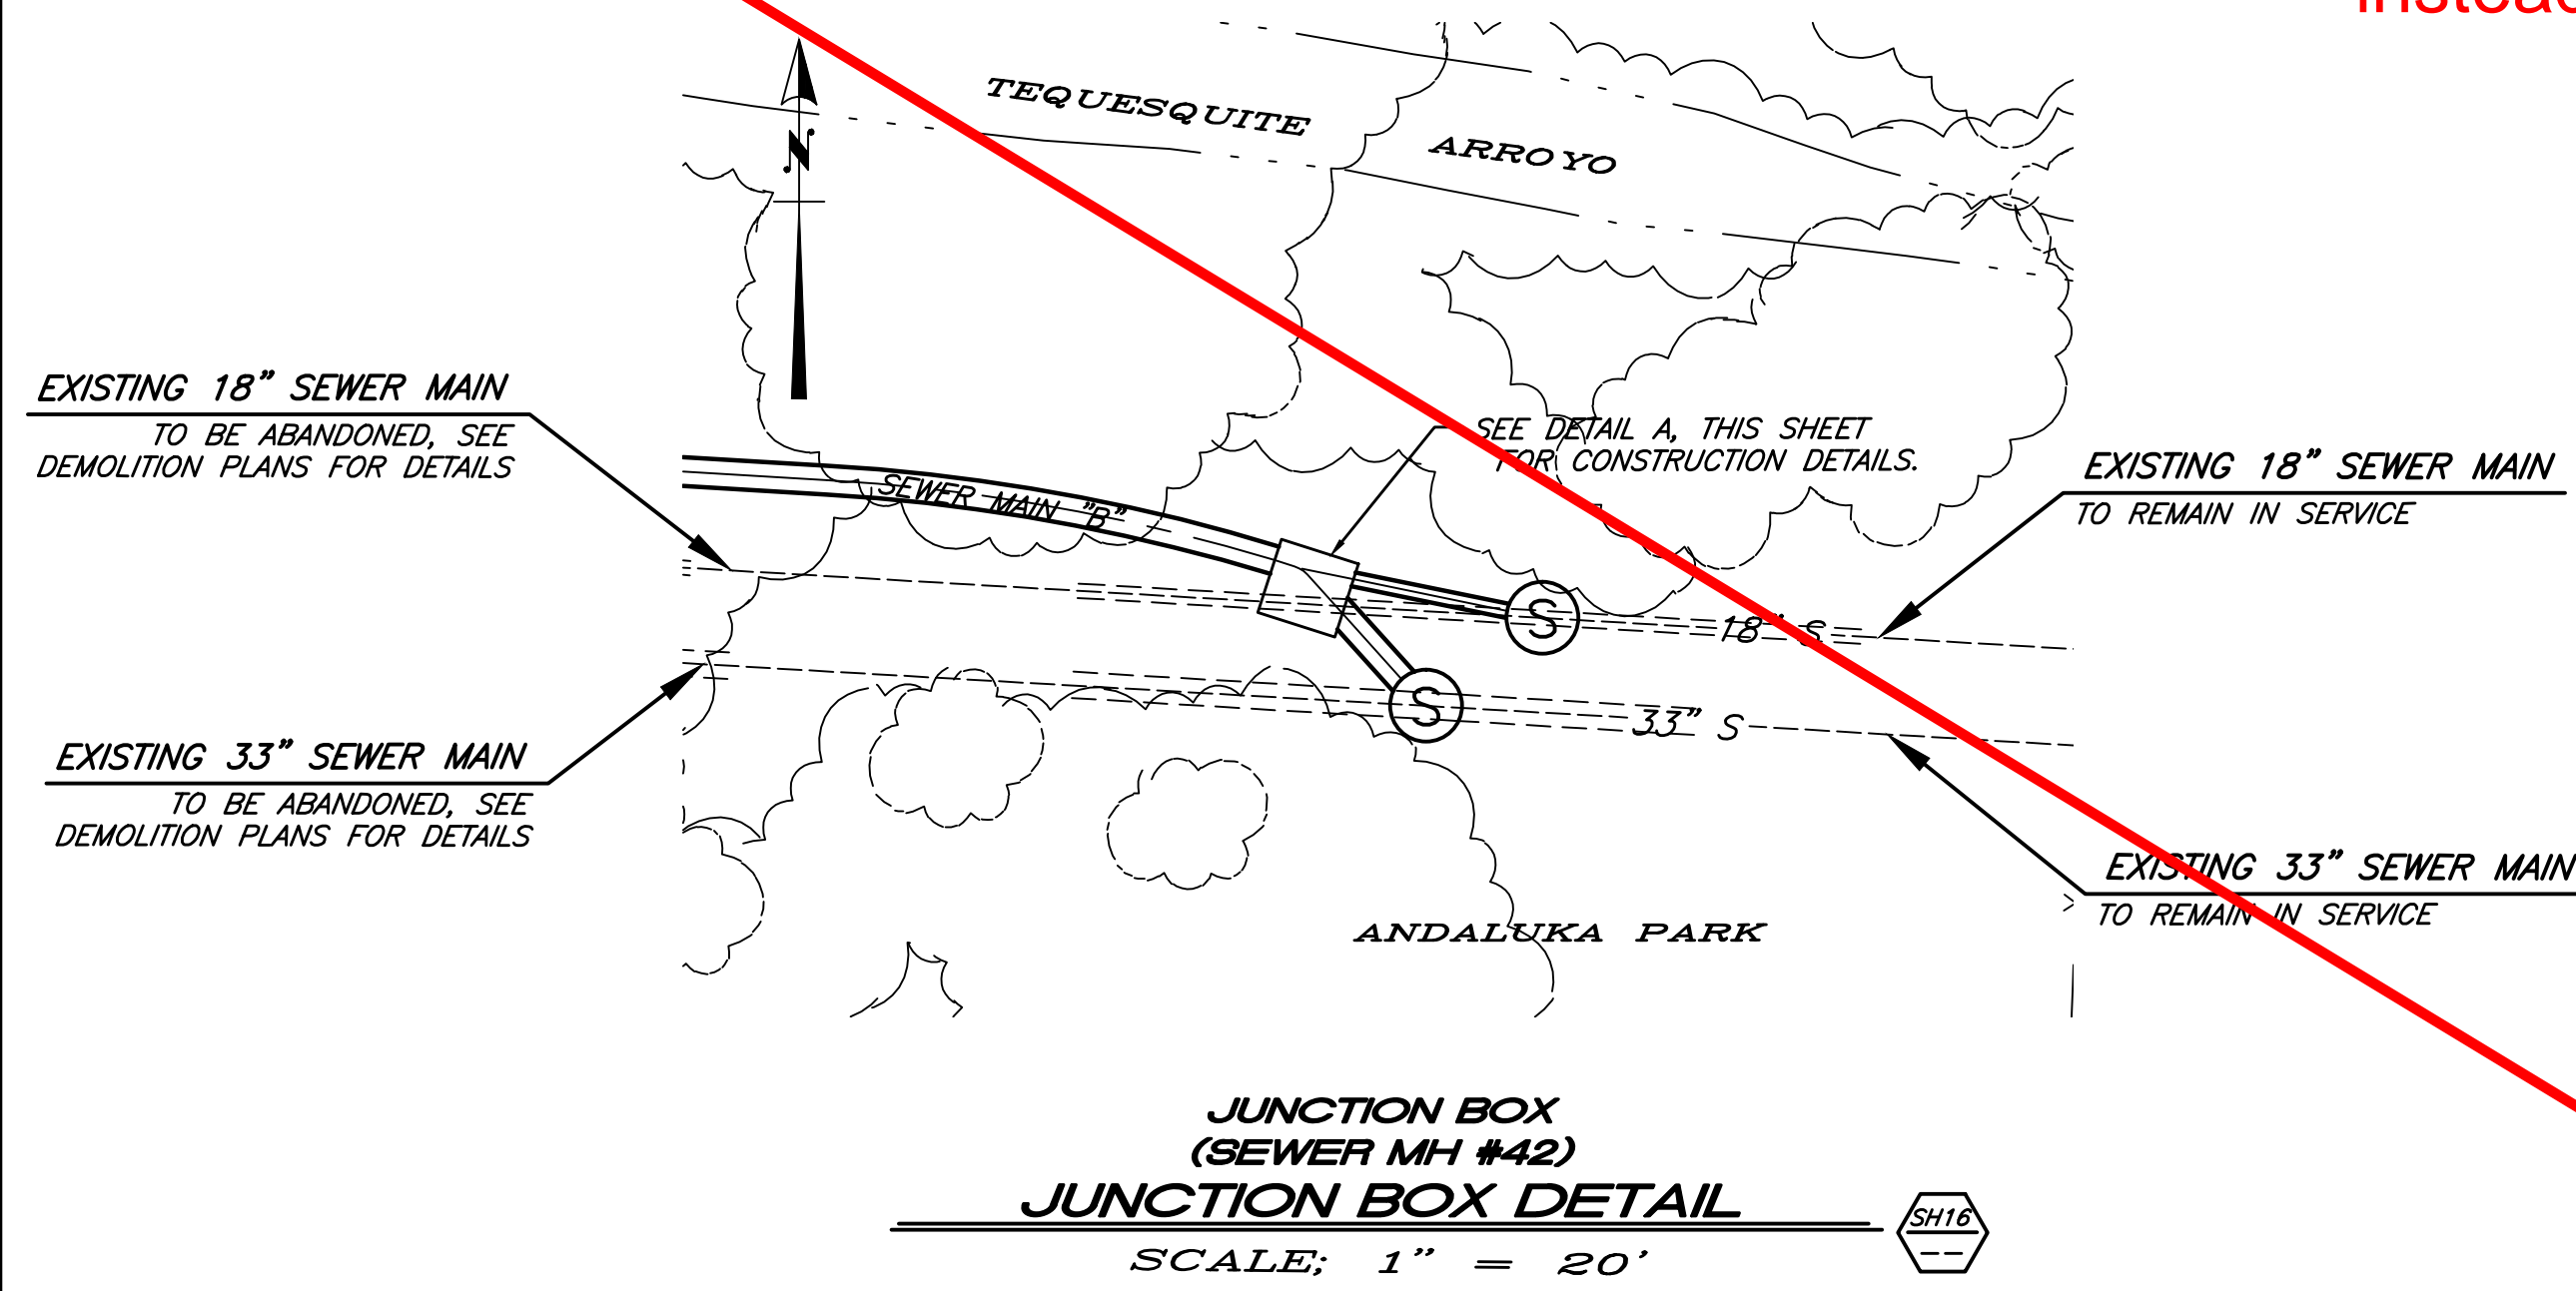 instead
TEQUESQUITE
ARROYO
N
EXISTING 18” SEWER MAIN
TO BE ABANDONED, SEE
DEMOLITION PLANS FOR DETAILS
SEE DETAIL A, THIS SHEET
FOR CONSTRUCTION DETAILS.
EXISTING 18” SEWER MAIN
TO REMAIN IN SERVICE
SEWER MAIN "B"
S
18” S
S
33” S
EXISTING 33” SEWER MAIN
TO BE ABANDONED, SEE
DEMOLITION PLANS FOR DETAILS
EXISTING 33” SEWER MAIN
TO REMAIN IN SERVICE
ANDALUKA PARK
JUNCTION BOX
(SEWER MH #42)
JUNCTION BOX DETAIL
SH16
--
SCALE; 1” = 20’